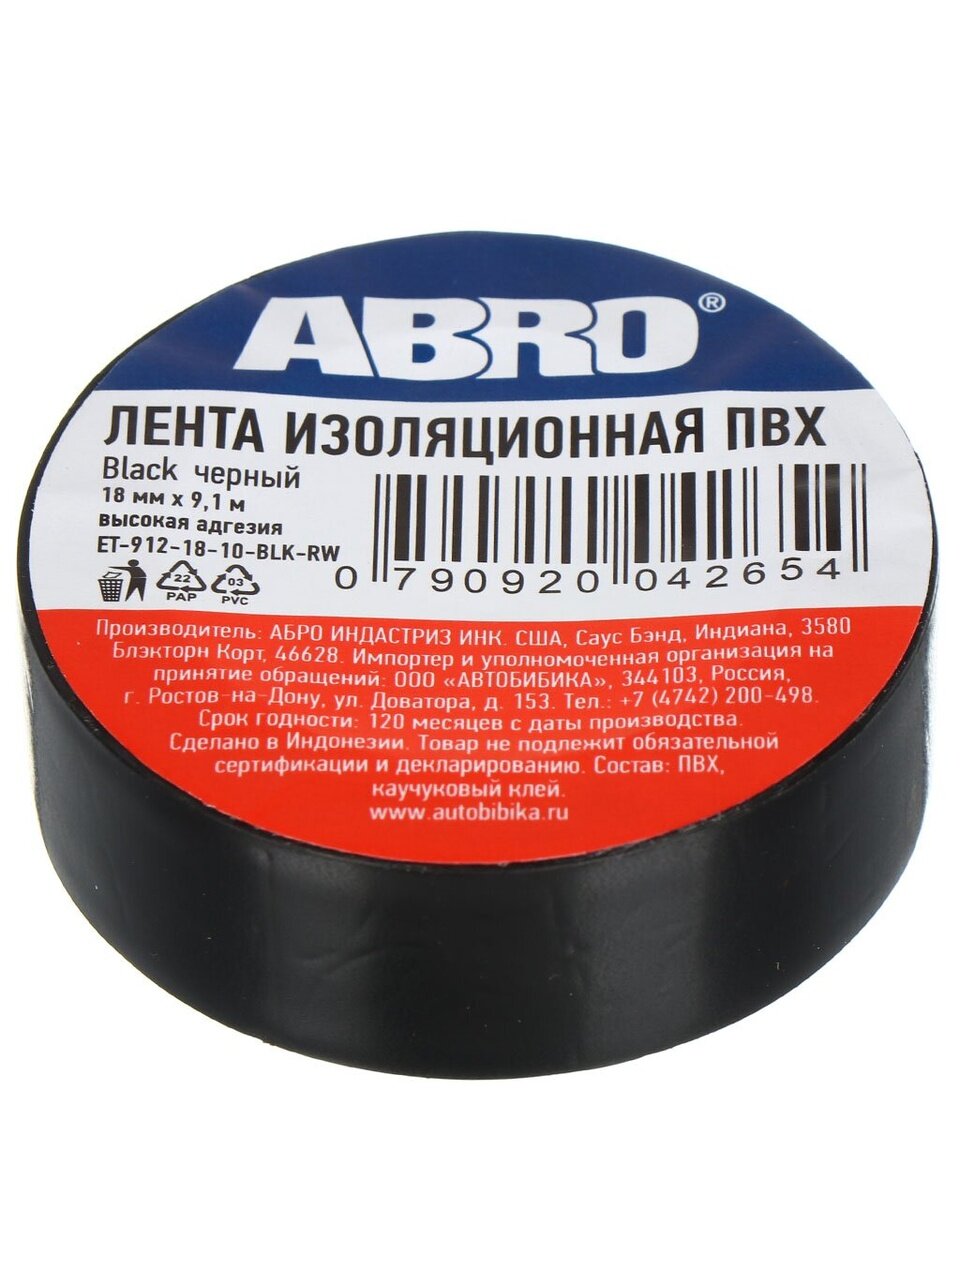 ABRO®
ЛЕНТА ИЗОЛЯЦИОННАЯ ПВХ
Black черный
18 мм х 9,1 м
высокая адгезия
ET-912-18-10-BLK-RW
0 790920 042654
22
PAP
03
PVC
Производитель: АБРО ИНДАСТРИЗ ИНК. США, Саус Бэнд, Индиана, 3580
Блэкторн Корт, 46628. Импортер и уполномоченная организация на
принятие обращений: ООО «АВТОБИБИКА», 344103, Россия,
г. Ростов-на-Дону, ул. Доватора, д. 153. Тел.: +7 (4742) 200-498.
Срок годности: 120 месяцев с даты производства.
Сделано в Индонезии. Товар не подлежит обязательной
сертификации и декларированию. Состав: ПВХ,
каучуковый клей.
www.autobibika.ru